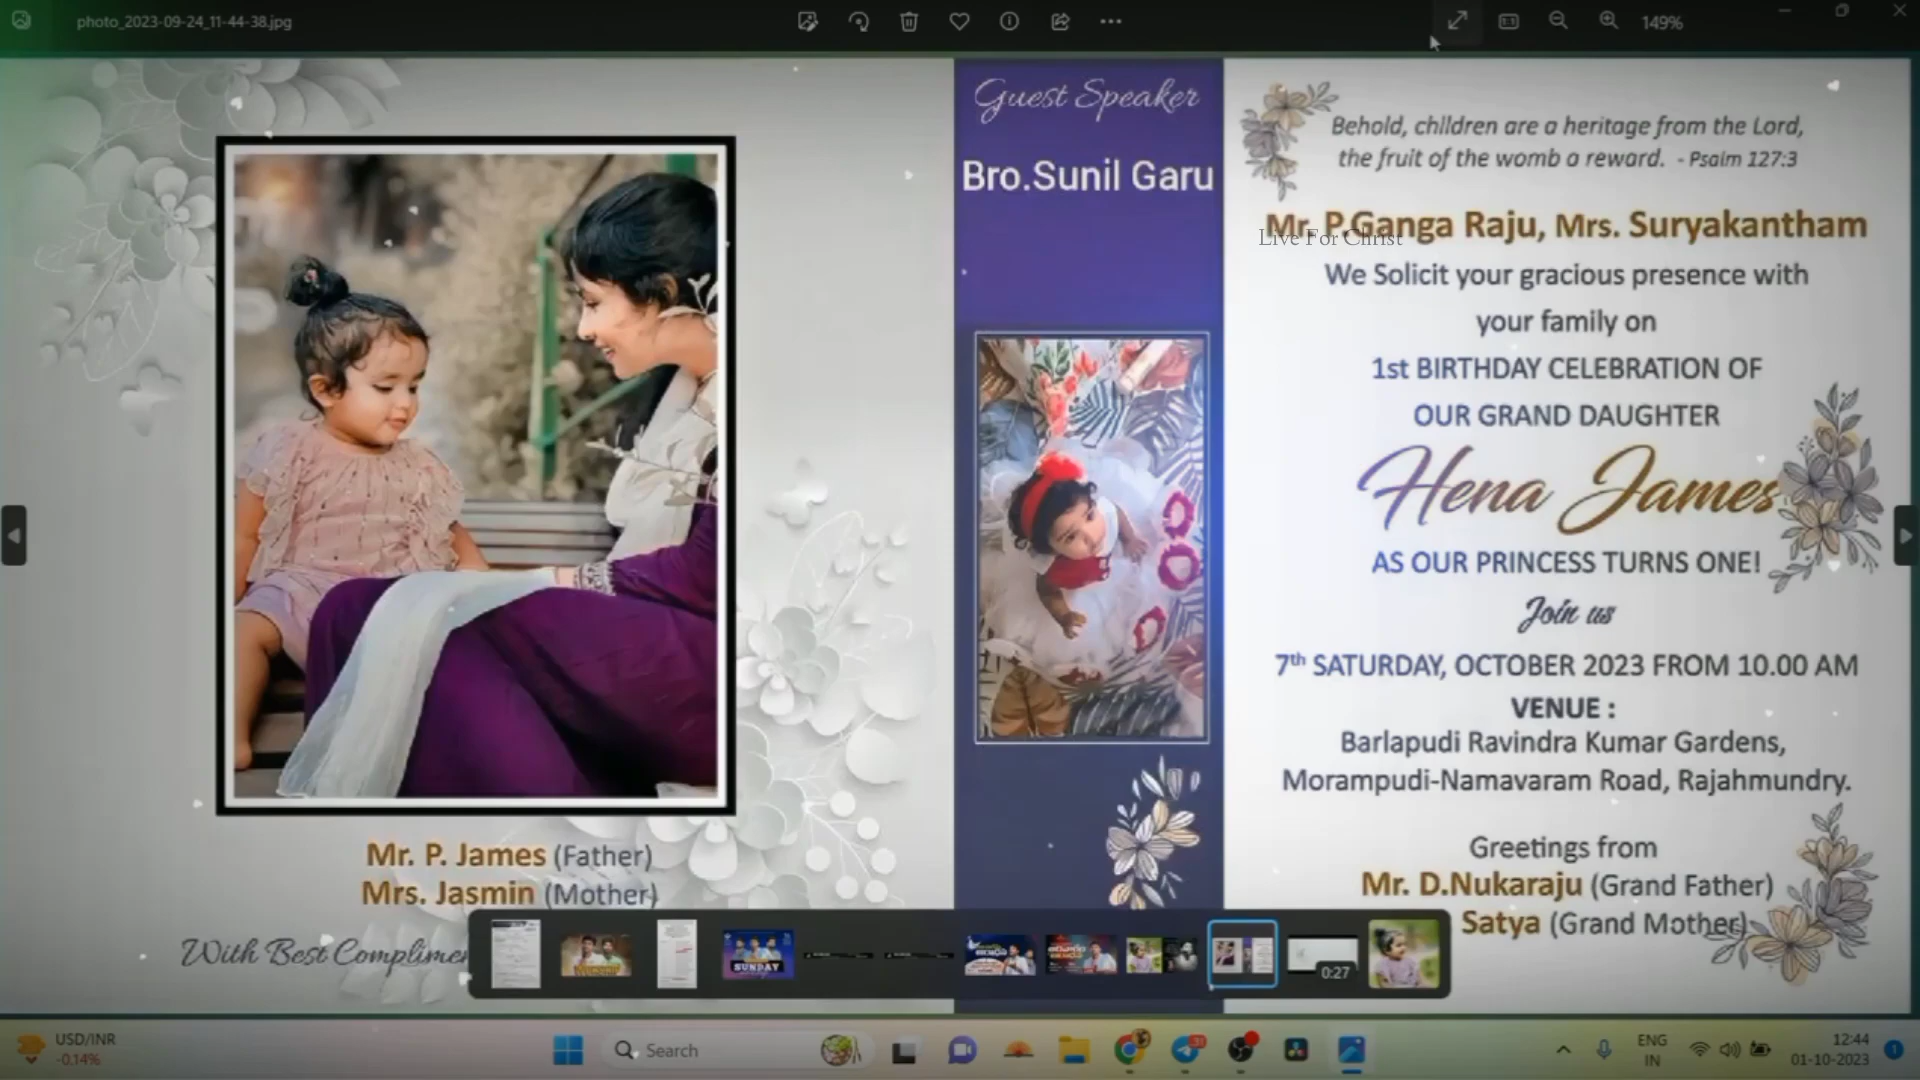 photo_2023-09-24_11-44-38.jpg
149%
Guest Speaker
Bro.Sunil Garu
Behold, children are a heritage from the Lord,
the fruit of the womb a reward. - Psalm 127:3
Mr. P.Ganga Raju, Mrs. Suryakantham
Live For Christ
We Solicit your gracious presence with
your family on
1st BIRTHDAY CELEBRATION OF
OUR GRAND DAUGHTER
Hena James
AS OUR PRINCESS TURNS ONE!
Join us
7th SATURDAY, OCTOBER 2023 FROM 10.00 AM
VENUE :
Barlapudi Ravindra Kumar Gardens,
Morampudi-Namavaram Road, Rajahmundry.
Greetings from
Mr. D.Nukaraju (Grand Father)
Satya (Grand Mother)
Mr. P. James (Father)
Mrs. Jasmin (Mother)
With Best Complimen
SUNDAY
0:27
USD/INR
-0.14%
Search
ENG
IN
12:44
01-10-2023